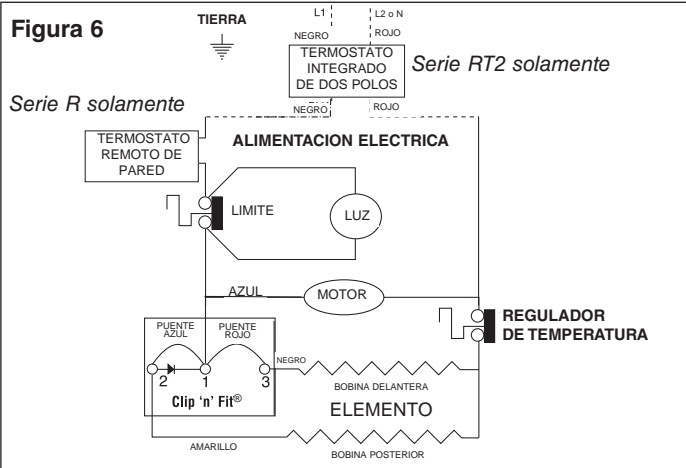 Figura 6
TIERRA
L1
L2 o N
NEGRO
ROJO
TERMOSTATO
INTEGRADO
DE DOS POLOS
Serie RT2 solamente
NEGRO
ROJO
Serie R solamente
TERMOSTATO
REMOTO DE
PARED
ALIMENTACION ELECTRICA
LIMITE
LUZ
AZUL
MOTOR
REGULADOR
DE TEMPERATURA
PUENTE
AZUL
PUENTE
ROJO
NEGRO
2
1
3
Clip 'n' Fit®
BOBINA DELANTERA
ELEMENTO
AMARILLO
BOBINA POSTERIOR